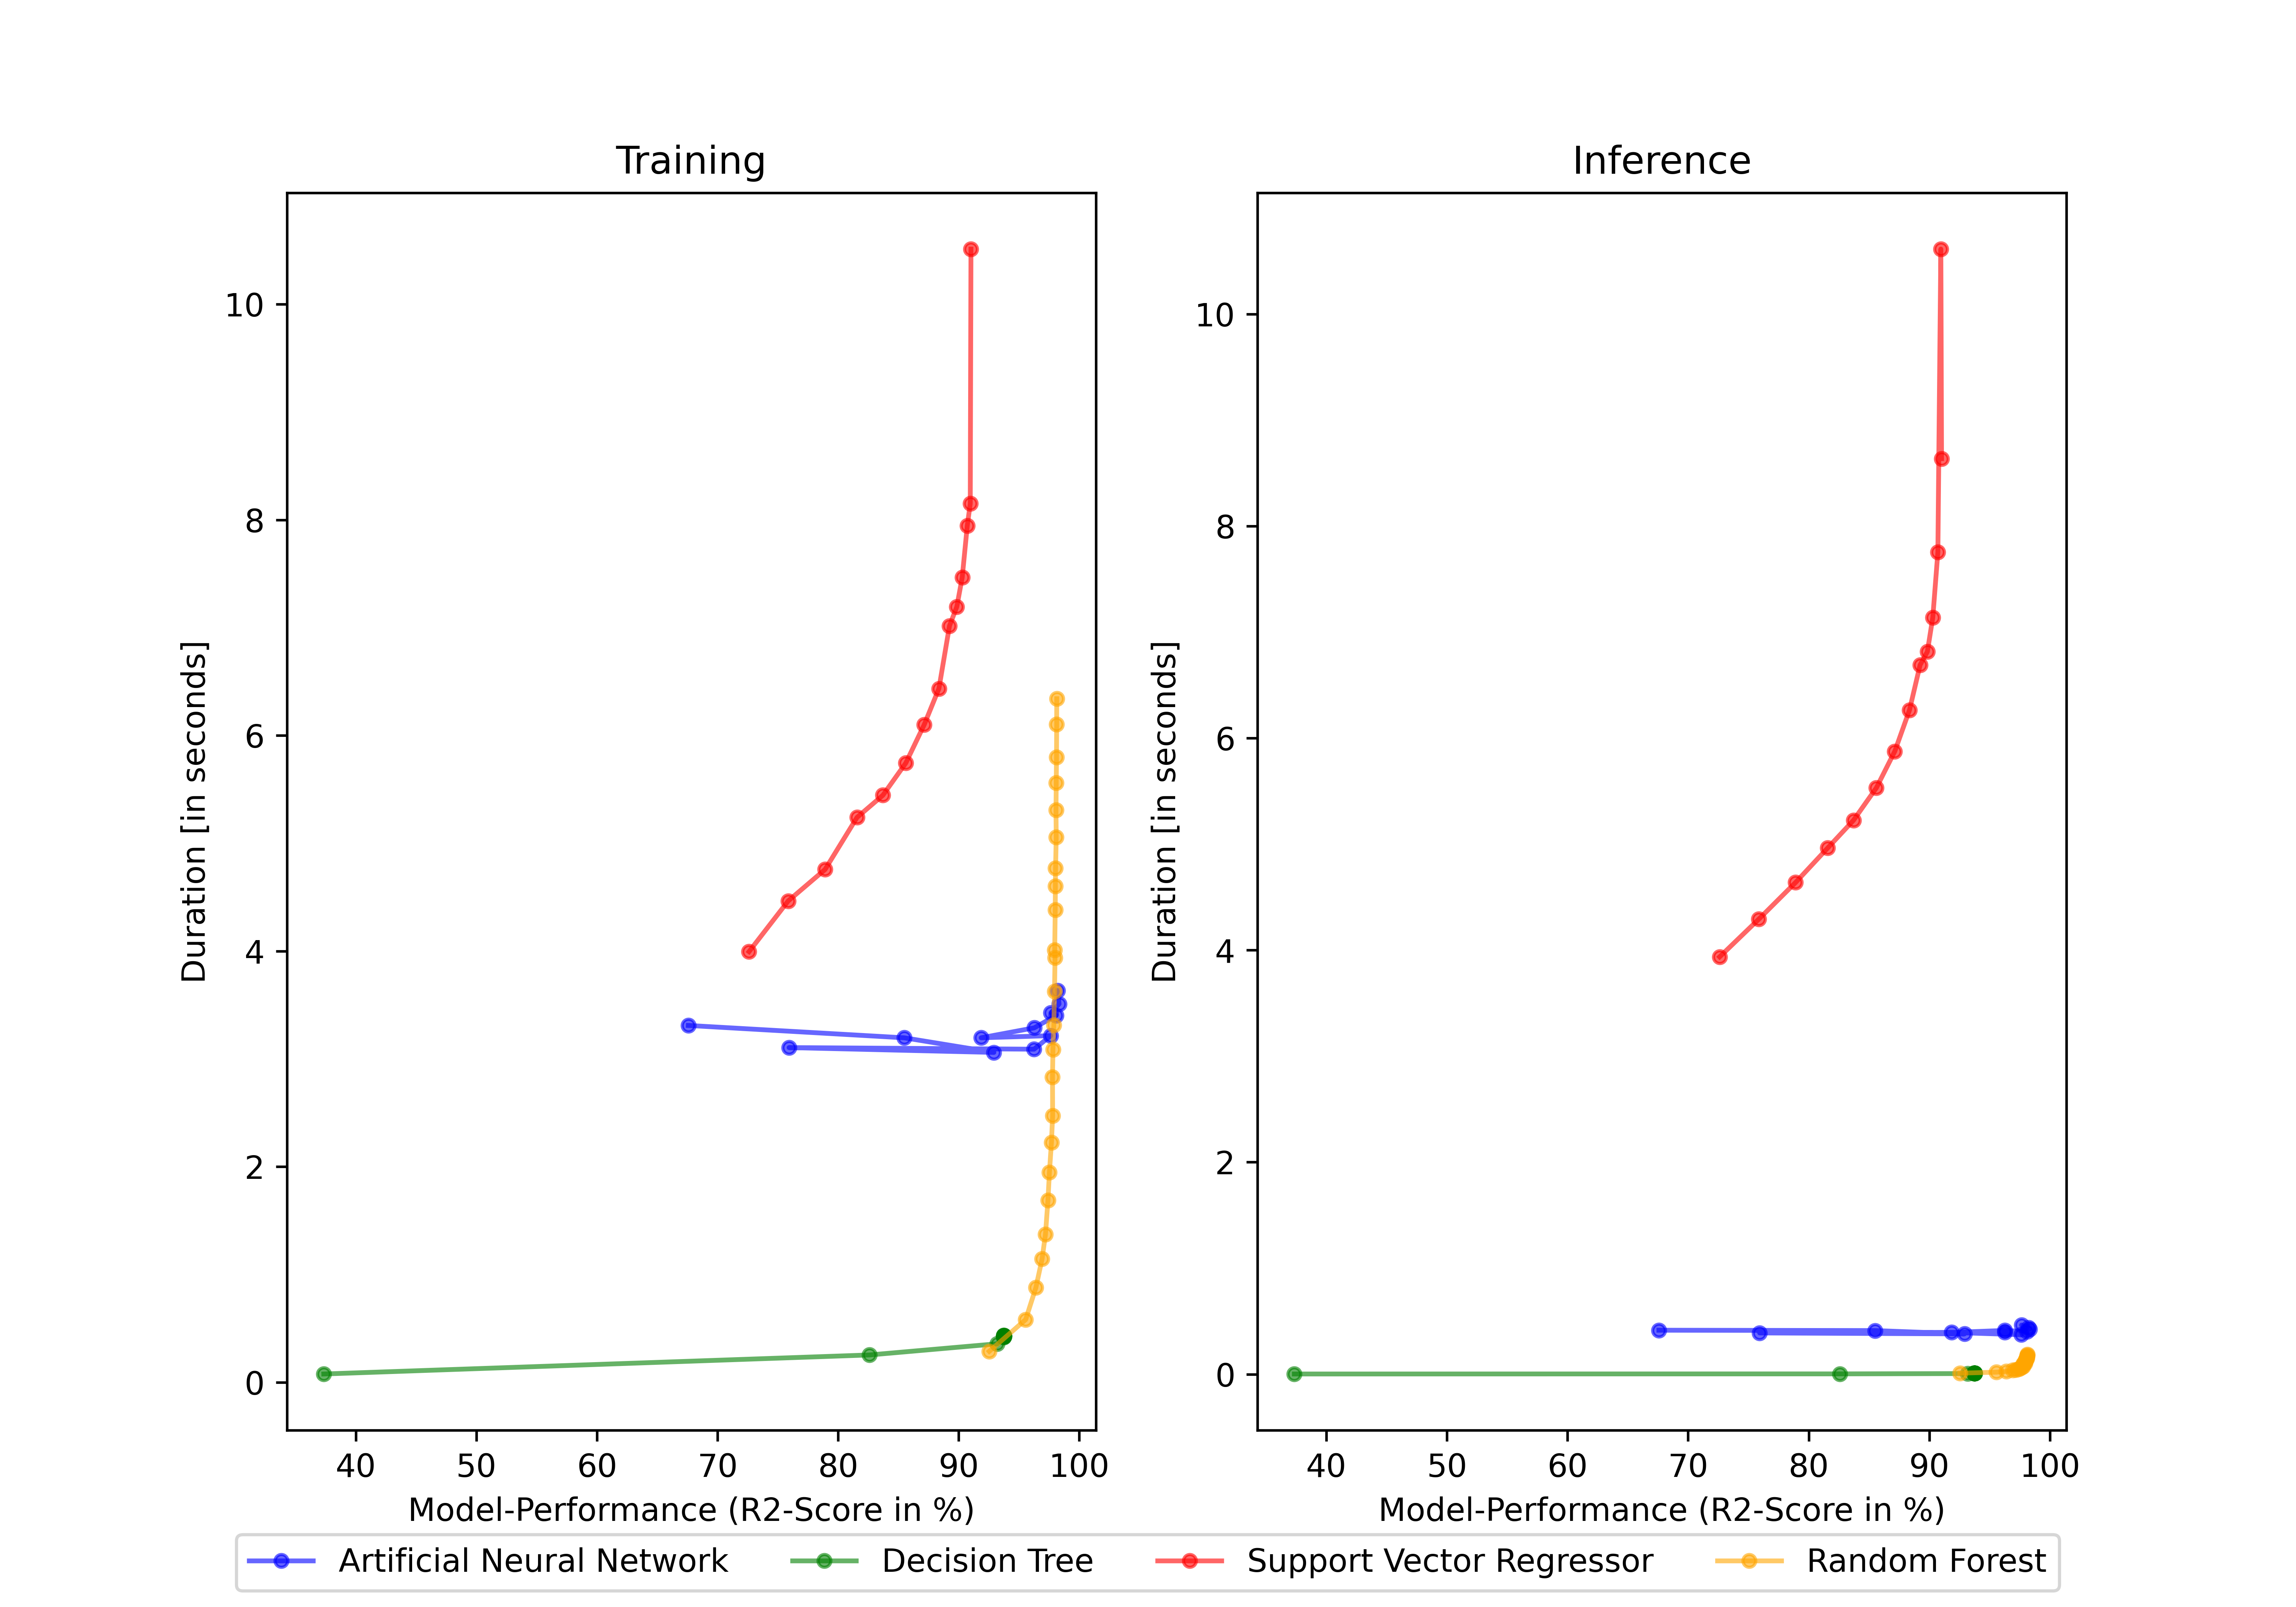 Training
Inference
Duration [in seconds]
10
8
6
4
2
0
40 50 60 70 80 90 100
Model-Performance (R2-Score in %)
Duration [in seconds]
10
8
6
4
2
0
40 50 60 70 80 90 100
Model-Performance (R2-Score in %)
Artificial Neural Network Decision Tree Support Vector Regressor Random Forest